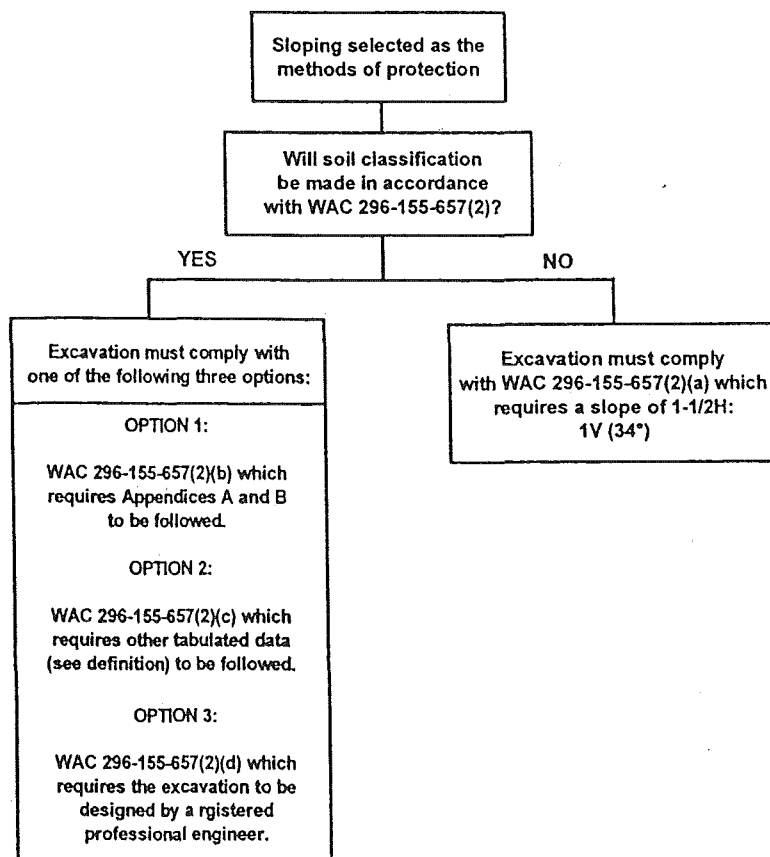 Sloping selected as the
methods of protection
Will soil classification
be made in accordance
with WAC 296-155-657(2)?
YES
NO
Excavation must comply with
one of the following three options:
OPTION 1:
WAC 296-155-657(2)(b) which
requires Appendices A and B
to be followed.
OPTION 2:
WAC 296-155-657(2)(c) which
requires other tabulated data
(see definition) to be followed.
OPTION 3:
WAC 296-155-657(2)(d) which
requires the excavation to be
designed by a rgistered
professional engineer.
Excavation must comply
with WAC 296-155-657(2)(a) which
requires a slope of 1-1/2H:
1V (34°)